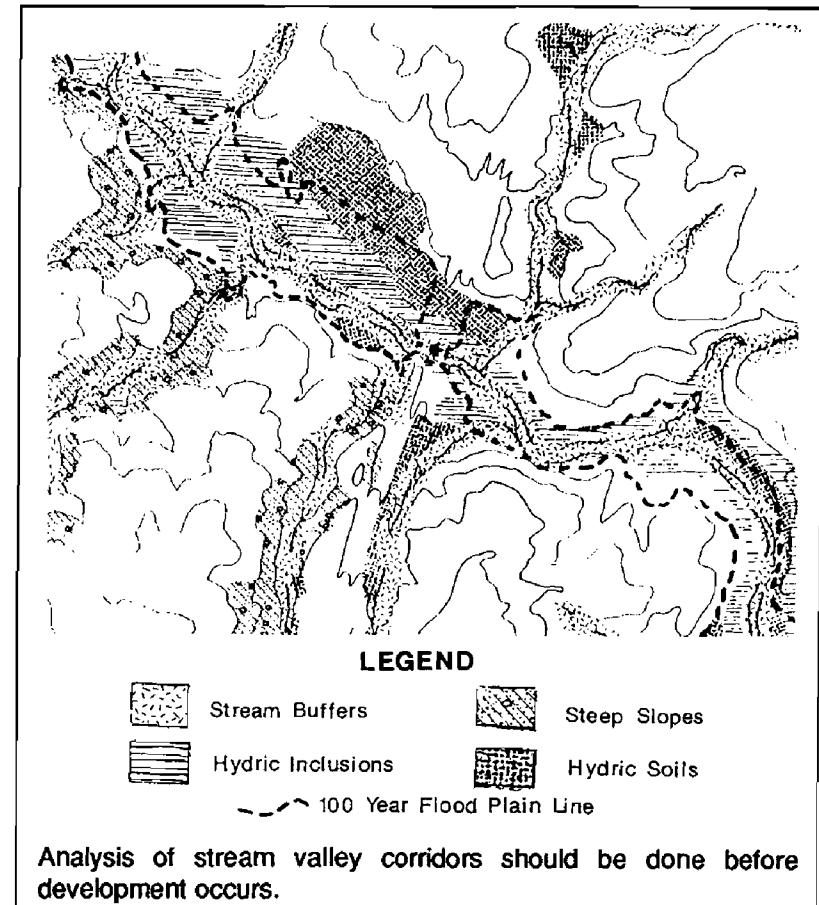 LEGEND
Stream Buffers
Steep Slopes
Hydric Inclusions
Hydric Soils
100 Year Flood Plain Line
Analysis of stream valley corridors should be done before
development occurs.